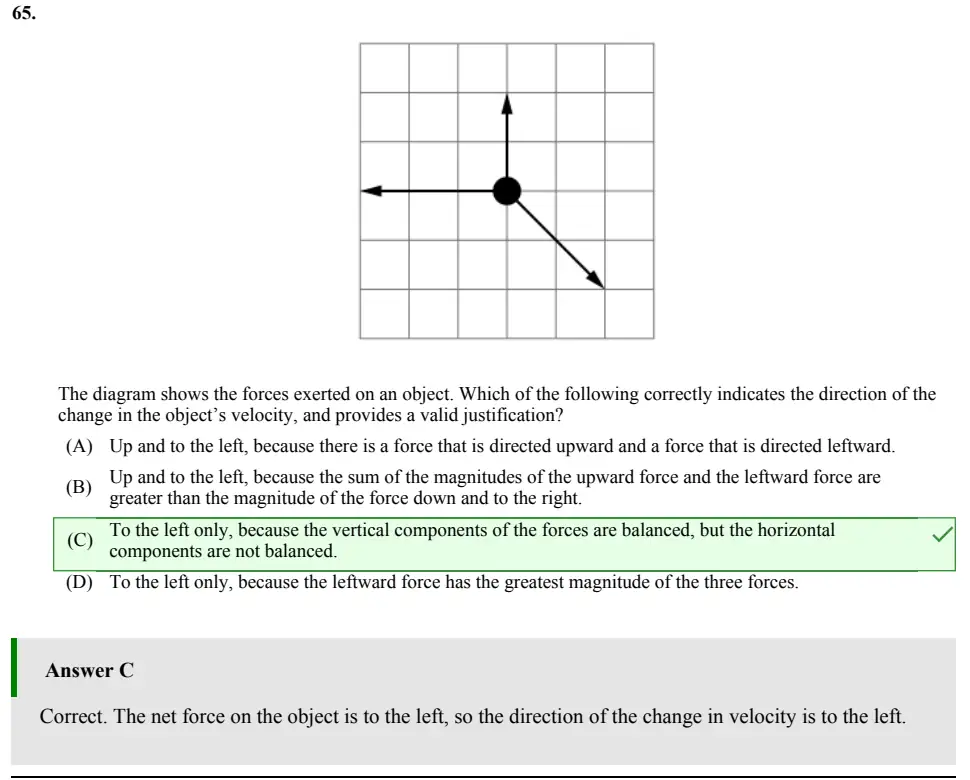 65.
The diagram shows the forces exerted on an object. Which of the following correctly indicates the direction of the
change in the object’s velocity, and provides a valid justification?
(A) Up and to the left, because there is a force that is directed upward and a force that is directed leftward.
(B) Up and to the left, because the sum of the magnitudes of the upward force and the leftward force are
greater than the magnitude of the force down and to the right.
(C) To the left only, because the vertical components of the forces are balanced, but the horizontal
components are not balanced.
(D) To the left only, because the leftward force has the greatest magnitude of the three forces.
Answer C
Correct. The net force on the object is to the left, so the direction of the change in velocity is to the left.